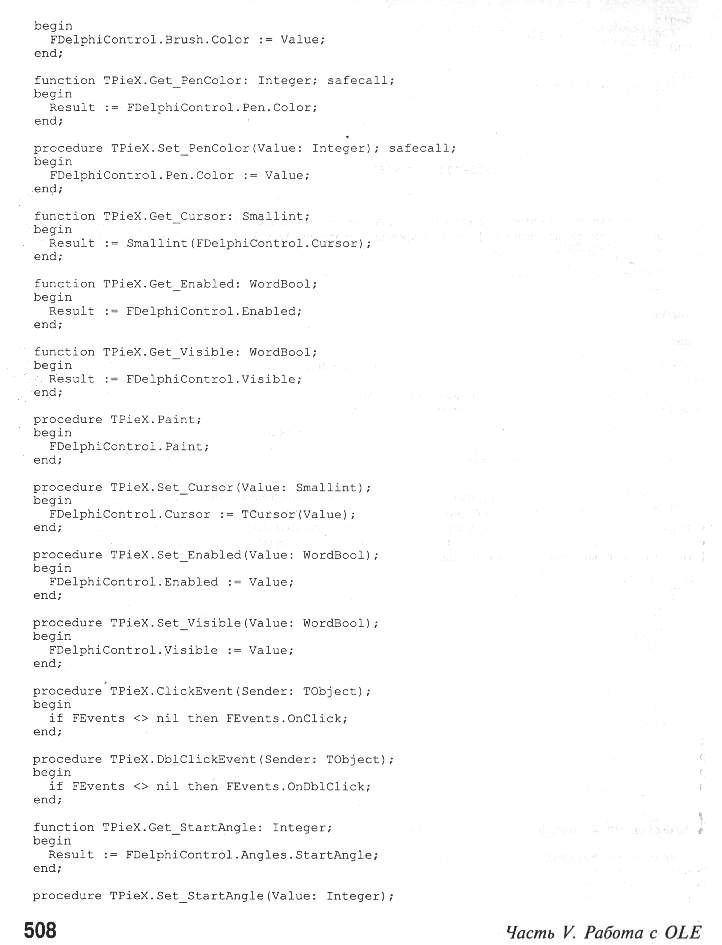 begin
  FDelphiControl.Brush.Color := Value;
end;

function TPieX.Get_PenColor: Integer; safecall;
begin
  Result := FDelphiControl.Pen.Color;
end;

procedure TPieX.Set_PenColor(Value: Integer); safecall;
begin
  FDelphiControl.Pen.Color := Value;
end;

function TPieX.Get_Cursor: Smallint;
begin
  Result := Smallint(FDelphiControl.Cursor);
end;

function TPieX.Get_Enabled: WordBool;
begin
  Result := FDelphiControl.Enabled;
end;

function TPieX.Get_Visible: WordBool;
begin
  Result := FDelphiControl.Visible;
end;

procedure TPieX.Paint;
begin
  FDelphiControl.Paint;
end;

procedure TPieX.Set_Cursor(Value: Smallint);
begin
  FDelphiControl.Cursor := TCursor(Value);
end;

procedure TPieX.Set_Enabled(Value: WordBool);
begin
  FDelphiControl.Enabled := Value;
end;

procedure TPieX.Set_Visible(Value: WordBool);
begin
  FDelphiControl.Visible := Value;
end;

procedure TPieX.ClickEvent(Sender: TObject);
begin
  if FEvents <> nil then FEvents.OnClick;
end;

procedure TPieX.DblClickEvent(Sender: TObject);
begin
  if FEvents <> nil then FEvents.OnDblClick;
end;

function TPieX.Get_StartAngle: Integer;
begin
  Result := FDelphiControl.Angles.StartAngle;
end;

procedure TPieX.Set_StartAngle(Value: Integer);
508
Часть V. Работа с OLE